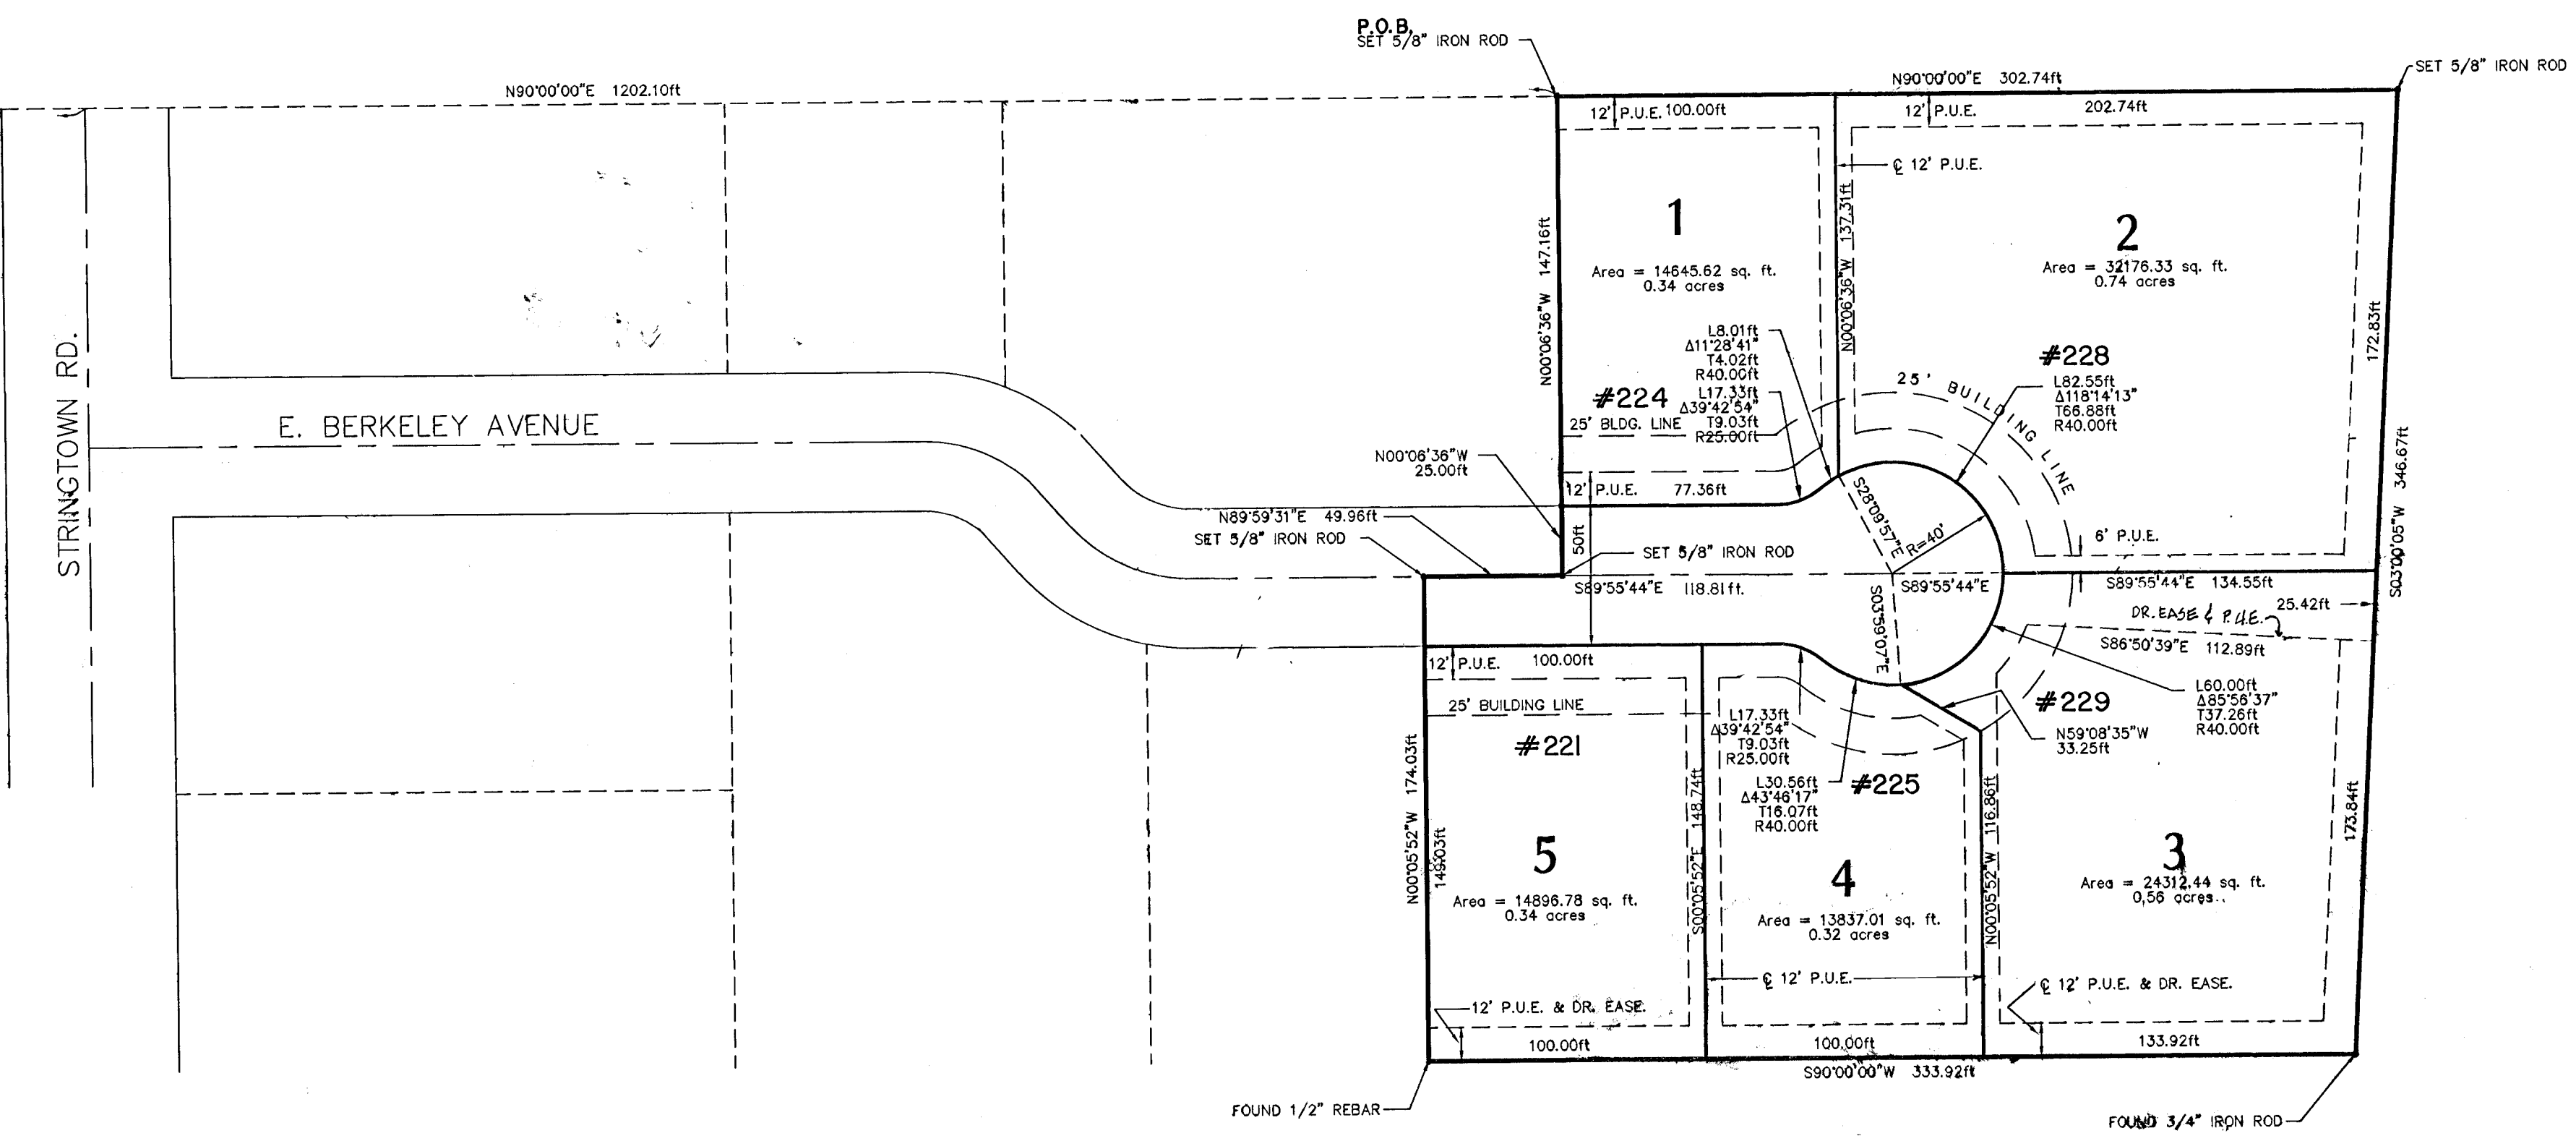 P.O.B.
SET 5/8" IRON ROD
SET 5/8" IRON ROD
N90°00'00"E 1202.10ft
N90°00'00"E 302.74ft
12' P.U.E. 100.00ft
12' P.U.E.
202.74ft
℄ 12' P.U.E.
N00°06'36"W 147.16ft
N00°06'36"W 137.31ft
1
Area = 14645.62 sq. ft.
0.34 acres
2
Area = 32176.33 sq. ft.
0.74 acres
172.83ft
STRINGTOWN RD.
E. BERKELEY AVENUE
L8.01ft
Δ11°28'41"
T4.02ft
R40.00ft
L17.33ft
Δ39°42'54"
T9.03ft
R25.00ft
#224
25' BLDG. LINE
#228
L82.55ft
Δ118°14'13"
T66.88ft
R40.00ft
25' BUILDING LINE
N00°06'36"W
25.00ft
12' P.U.E. 77.36ft
S03°00'05"W 346.67ft
N89°59'31"E 49.96ft
SET 5/8" IRON ROD
50ft
SET 5/8" IRON ROD
S28°09'57"E
R=40'
6' P.U.E.
S89°55'44"E 118.81ft.
S89°55'44"E
S89°55'44"E 134.55ft
S03°59'07"E
25.42ft
DR. EASE & P.U.E.
S86°50'39"E 112.89ft
12' P.U.E. 100.00ft
25' BUILDING LINE
#221
N00°05'52"W 174.03ft
149.03ft
S00°05'52"E 148.74ft
5
Area = 14896.78 sq. ft.
0.34 acres
L17.33ft
Δ39°42'54"
T9.03ft
R25.00ft
L30.56ft
Δ43°46'17"
T16.07ft
R40.00ft
#225
4
Area = 13837.01 sq. ft.
0.32 acres
N00°05'52"W 116.86ft
#229
N59°08'35"W
33.25ft
L60.00ft
Δ85°56'37"
T37.26ft
R40.00ft
3
Area = 24312.44 sq. ft.
0.56 acres
173.84ft
℄ 12' P.U.E.
℄ 12' P.U.E. & DR. EASE.
12' P.U.E. & DR. EASE.
100.00ft
100.00ft
133.92ft
S90°00'00"W 333.92ft
FOUND 1/2" REBAR
FOUND 3/4" IRON ROD